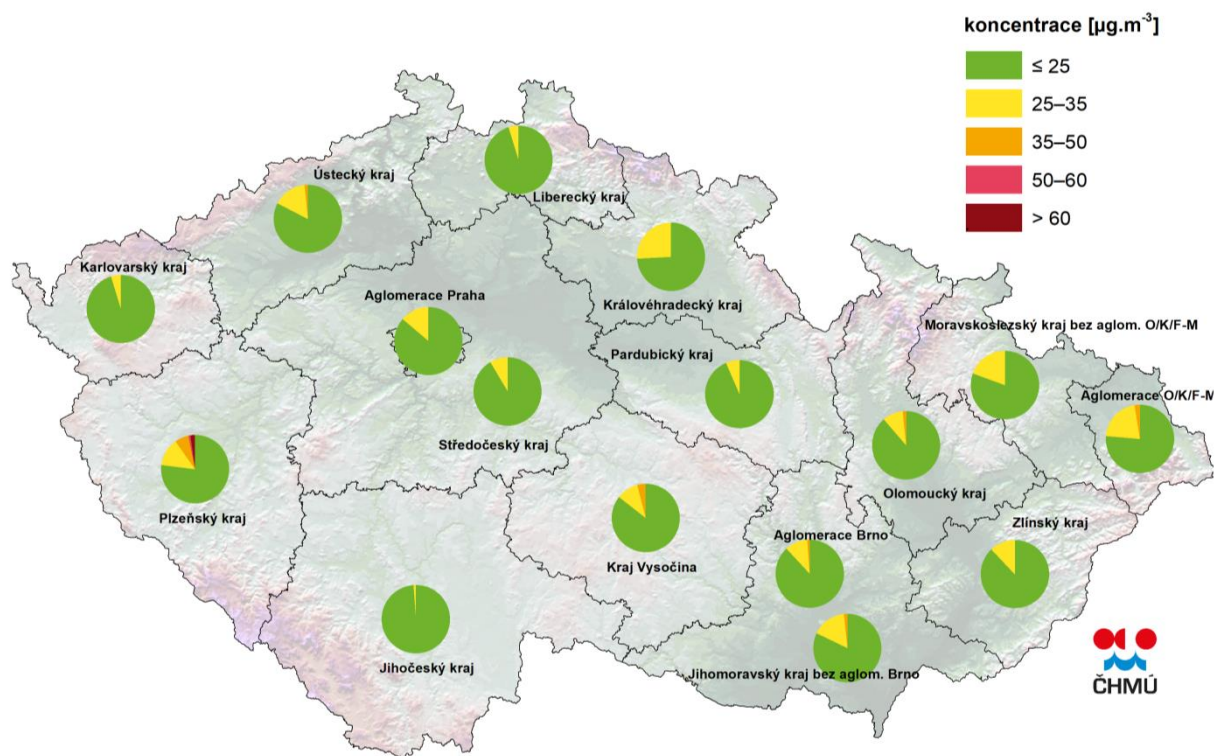 koncentrace [µg.m-3]
≤ 25
25–35
35–50
50–60
> 60
Ústecký kraj
Liberecký kraj
Karlovarský kraj
Aglomerace Praha
Královéhradecký kraj
Moravskoslezský kraj bez aglom. O/K/F-M
Pardubický kraj
Aglomerace O/K/F-M
Středočeský kraj
Olomoucký kraj
Plzeňský kraj
Zlínský kraj
Aglomerace Brno
Kraj Vysočina
Jihočeský kraj
Jihomoravský kraj bez aglom. Brno
ČHMÚ